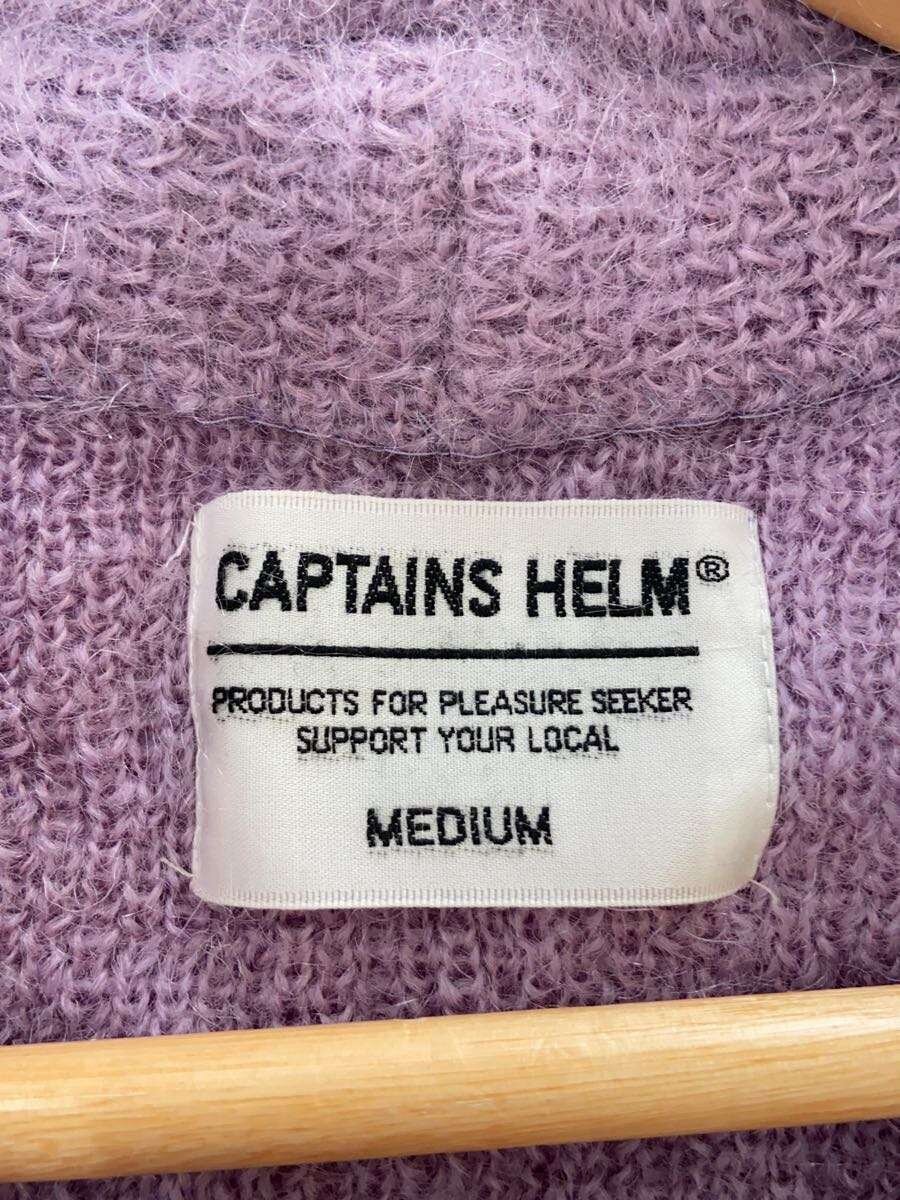 CAPTAINS HELM®
PRODUCTS FOR PLEASURE SEEKER
SUPPORT YOUR LOCAL
MEDIUM